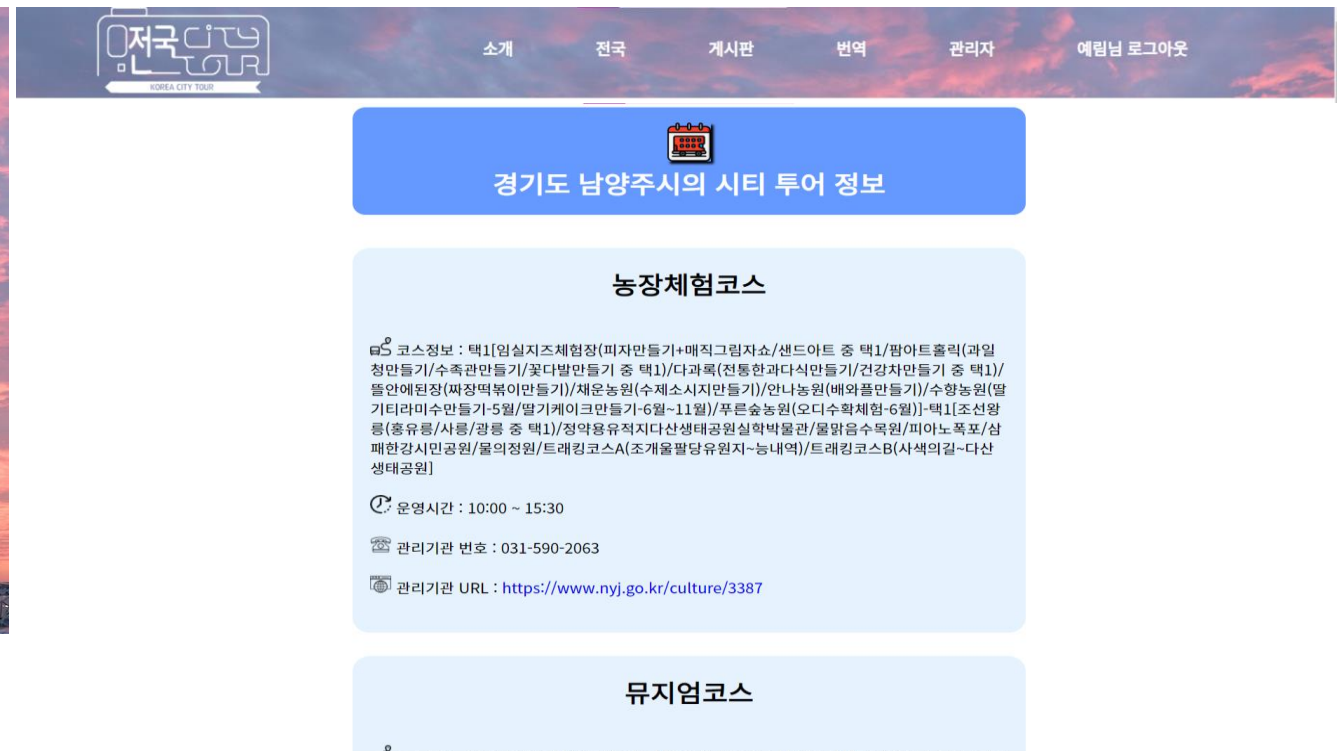 전국 CITY
TOUR
KOREA CITY TOUR
소개 전국 게시판 번역 관리자 예림님 로그아웃
경기도 남양주시의 시티 투어 정보
농장체험코스
코스정보 : 택1[임실지즈체험장(피자만들기+매직그림자쇼/샌드아트 중 택1/팜아트홀릭(과일
청만들기/수족관만들기/꽃다발만들기 중 택1)/다과록(전통한과다식만들기/건강차만들기 중 택1)/
뜰안에된장(짜장떡볶이만들기)/채운농원(수제소시지만들기)/안나농원(배와플만들기)/수향농원(딸
기티라미수만들기-5월/딸기케이크만들기-6월~11월)/푸른숲농원(오디수확체험-6월)]-택1[조선왕
릉(홍유릉/사릉/광릉 중 택1)/정약용유적지다산생태공원실학박물관/물맑음수목원/피아노폭포/삼
패한강시민공원/물의정원/트래킹코스A(조개울팔당유원지~능내역)/트래킹코스B(사색의길~다산
생태공원]
운영시간 : 10:00 ~ 15:30
관리기관 번호 : 031-590-2063
관리기관 URL : https://www.nyj.go.kr/culture/3387
뮤지엄코스